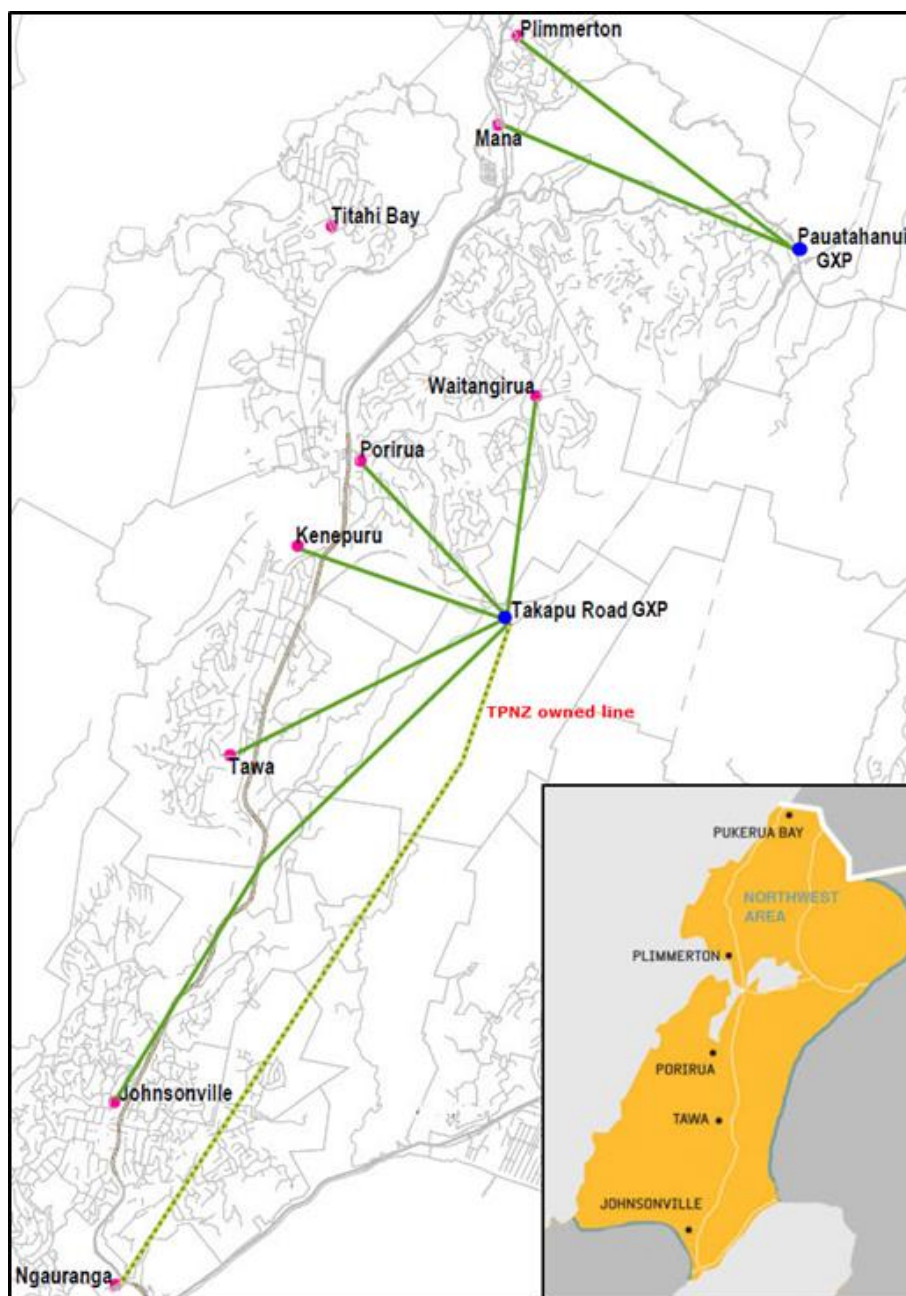 Plimmerton
Mana
Titahi Bay
Pauatahanui
GXP
Waitangirua
Porirua
Kenepuru
Takapu Road GXP
TPNZ owned line
Tawa
Johnsonville
Ngauranga
PUKERUA BAY
NORTHWEST
AREA
PLIMMERTON
PORIRUA
TAWA
JOHNSONVILLE